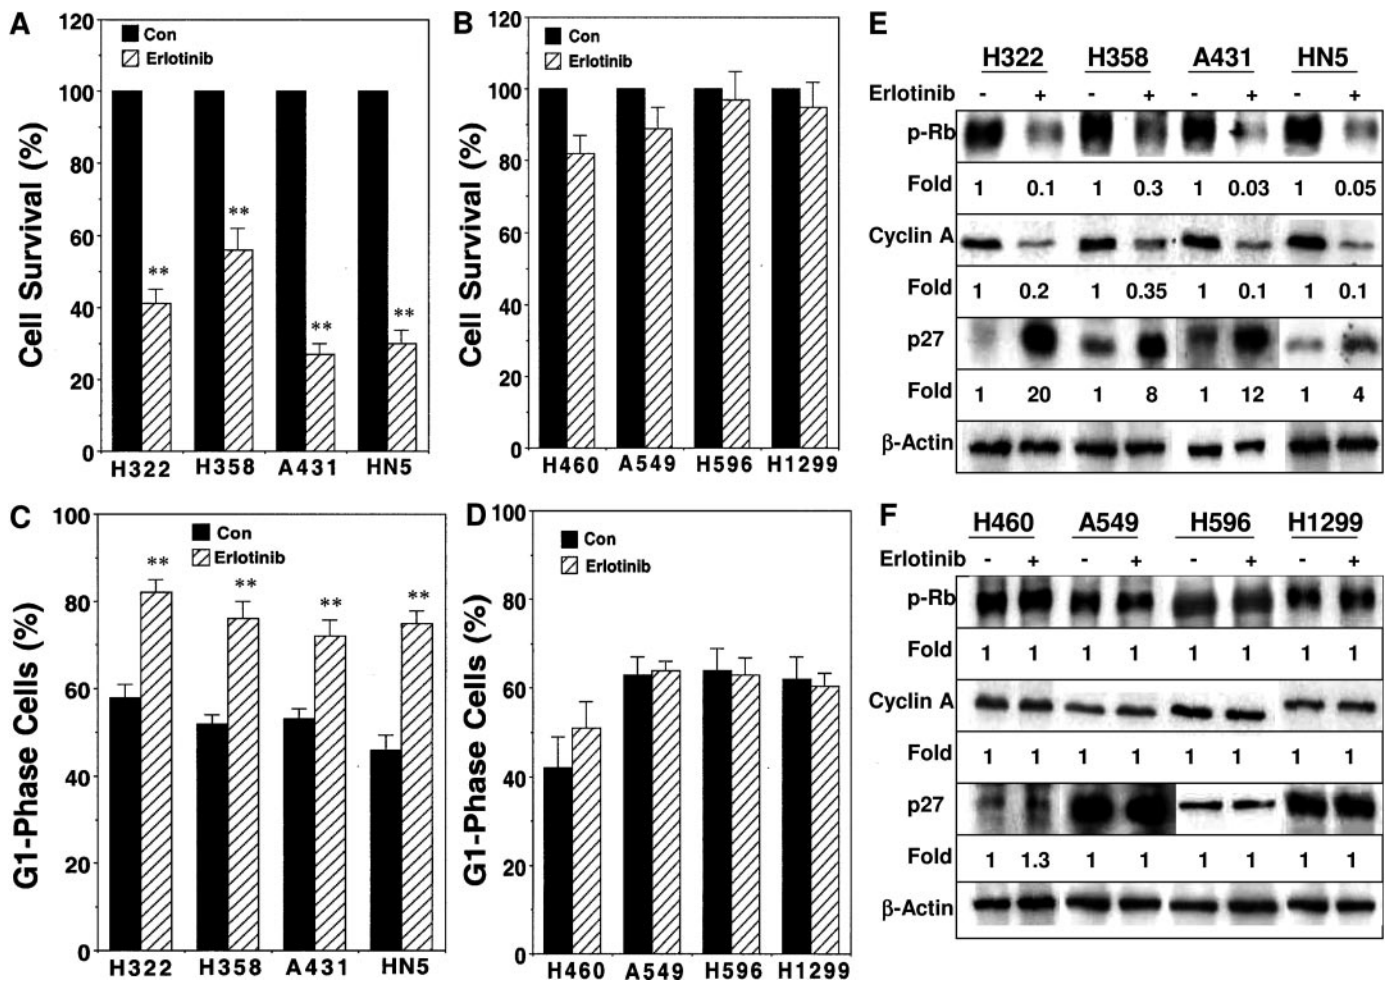 A
120
100
80
60
40
20
0
Cell Survival (%)
Con
Erlotinib
**
**
**
**
H322 H358 A431 HN5
B
120
100
80
60
40
20
0
Cell Survival (%)
Con
Erlotinib
H460 A549 H596 H1299
C
100
80
60
40
20
0
G1-Phase Cells (%)
Con
Erlotinib
**
**
**
**
H322 H358 A431 HN5
D
100
80
60
40
20
0
G1-Phase Cells (%)
Con
Erlotinib
H460 A549 H596 H1299
E
H322 H358 A431 HN5
Erlotinib - + - + - + - +
p-Rb
Fold 1 0.1 1 0.3 1 0.03 1 0.05
Cyclin A
Fold 1 0.2 1 0.35 1 0.1 1 0.1
p27
Fold 1 20 1 8 1 12 1 4
β-Actin
F
H460 A549 H596 H1299
Erlotinib - + - + - + - +
p-Rb
Fold 1 1 1 1 1 1 1 1
Cyclin A
Fold 1 1 1 1 1 1 1 1
p27
Fold 1 1.3 1 1 1 1 1 1
β-Actin